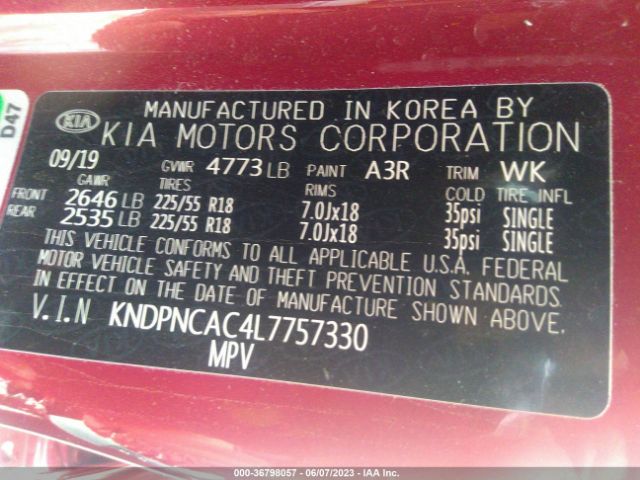 D47
KIA
MANUFACTURED IN KOREA BY
KIA MOTORS CORPORATION
09/19 GVWR 4773 LB PAINT A3R TRIM WK
GAWR TIRES RIMS COLD TIRE INFL
FRONT 2646 LB 225/55 R18 7.0Jx18 35psi SINGLE
REAR 2535 LB 225/55 R18 7.0Jx18 35psi SINGLE
THIS VEHICLE CONFORMS TO ALL APPLICABLE U.S.A. FEDERAL
MOTOR VEHICLE SAFETY AND THEFT PREVENTION STANDARDS
IN EFFECT ON THE DATE OF MANUFACTURE SHOWN ABOVE.
V.I.N KNDPNCAC4L7757330
MPV
000-36798057 - 06/07/2023 - IAA Inc.